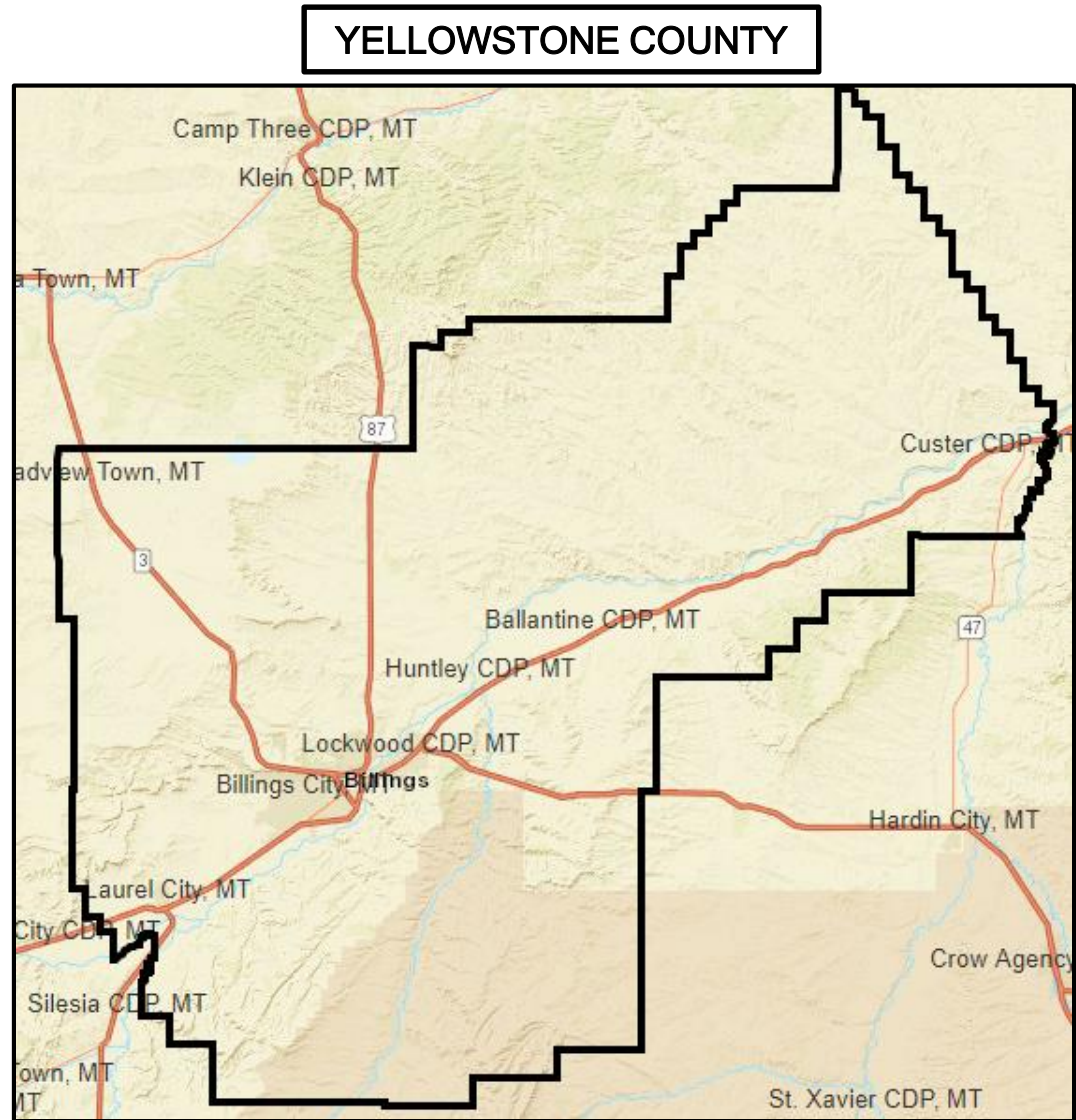 YELLOWSTONE COUNTY
Camp Three CDP, MT
Klein CDP, MT
a Town, MT
87
Custer CDP, MT
adview Town, MT
3
Ballantine CDP, MT
47
Huntley CDP, MT
Lockwood CDP, MT
Billings City, MT
Billings
Hardin City, MT
Laurel City, MT
City CDP, MT
Crow Agency
Silesia CDP, MT
Town, MT
MT
St. Xavier CDP, MT